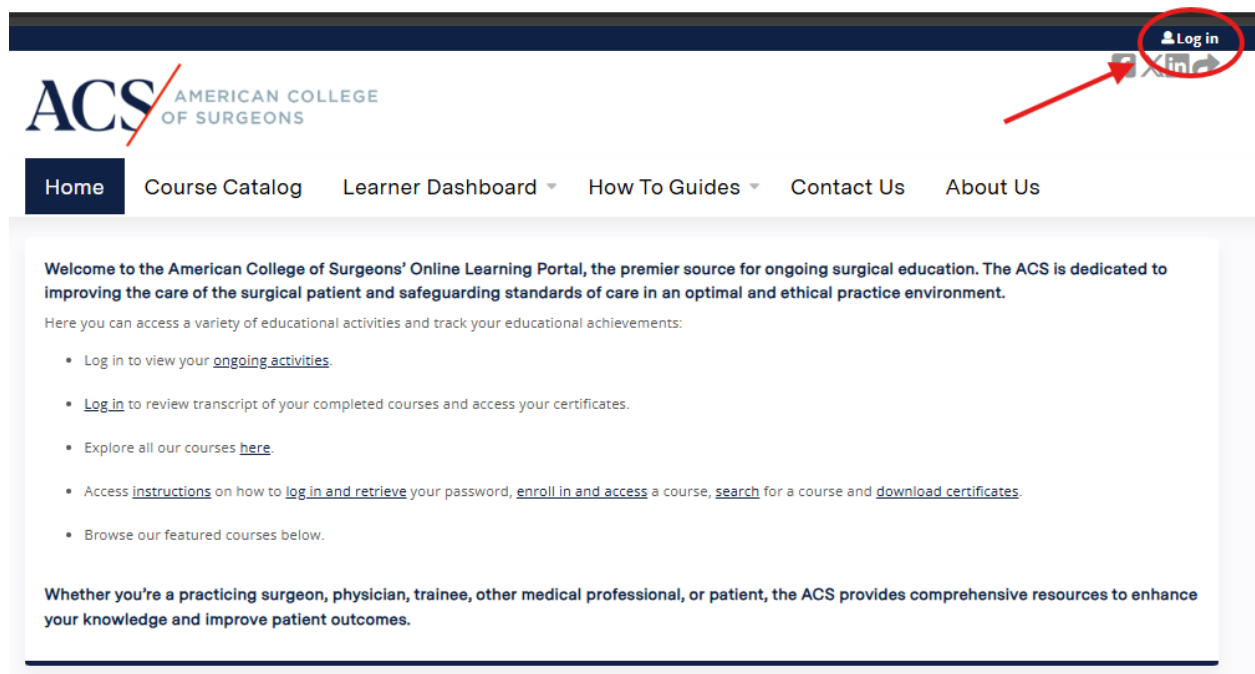 Log in
ACS AMERICAN COLLEGE
OF SURGEONS
Home Course Catalog Learner Dashboard How To Guides Contact Us About Us
Welcome to the American College of Surgeons’ Online Learning Portal, the premier source for ongoing surgical education. The ACS is dedicated to
improving the care of the surgical patient and safeguarding standards of care in an optimal and ethical practice environment.
Here you can access a variety of educational activities and track your educational achievements:
• Log in to view your ongoing activities.
• Log in to review transcript of your completed courses and access your certificates.
• Explore all our courses here.
• Access instructions on how to log in and retrieve your password, enroll in and access a course, search for a course and download certificates.
• Browse our featured courses below.
Whether you’re a practicing surgeon, physician, trainee, other medical professional, or patient, the ACS provides comprehensive resources to enhance
your knowledge and improve patient outcomes.